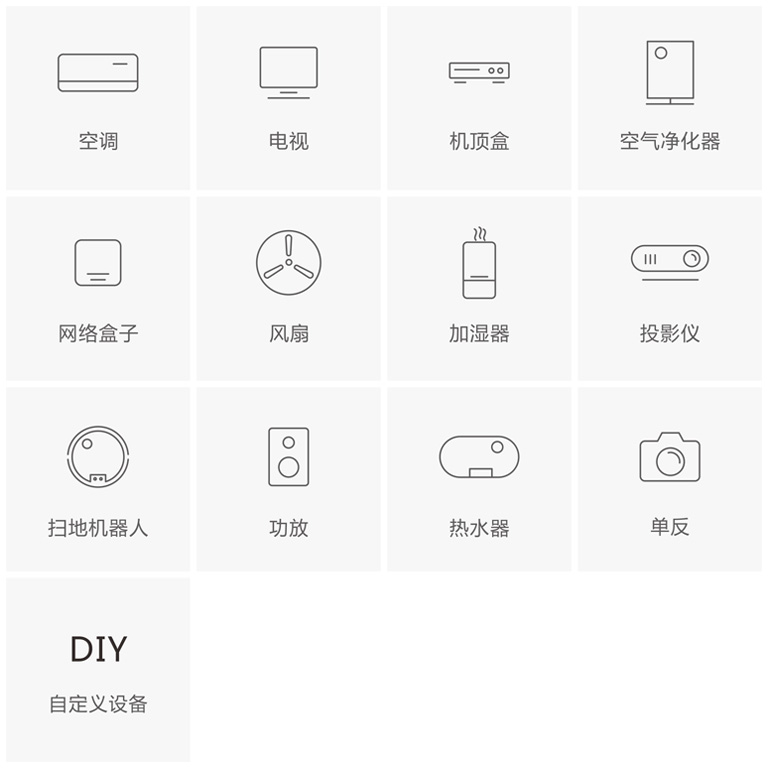 空调
电视
机顶盒
空气净化器
网络盒子
风扇
加湿器
投影仪
扫地机器人
功放
热水器
单反
DIY
自定义设备